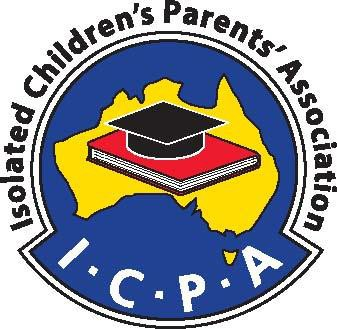 Isolated Children's Parents' Association
I·C·P·A